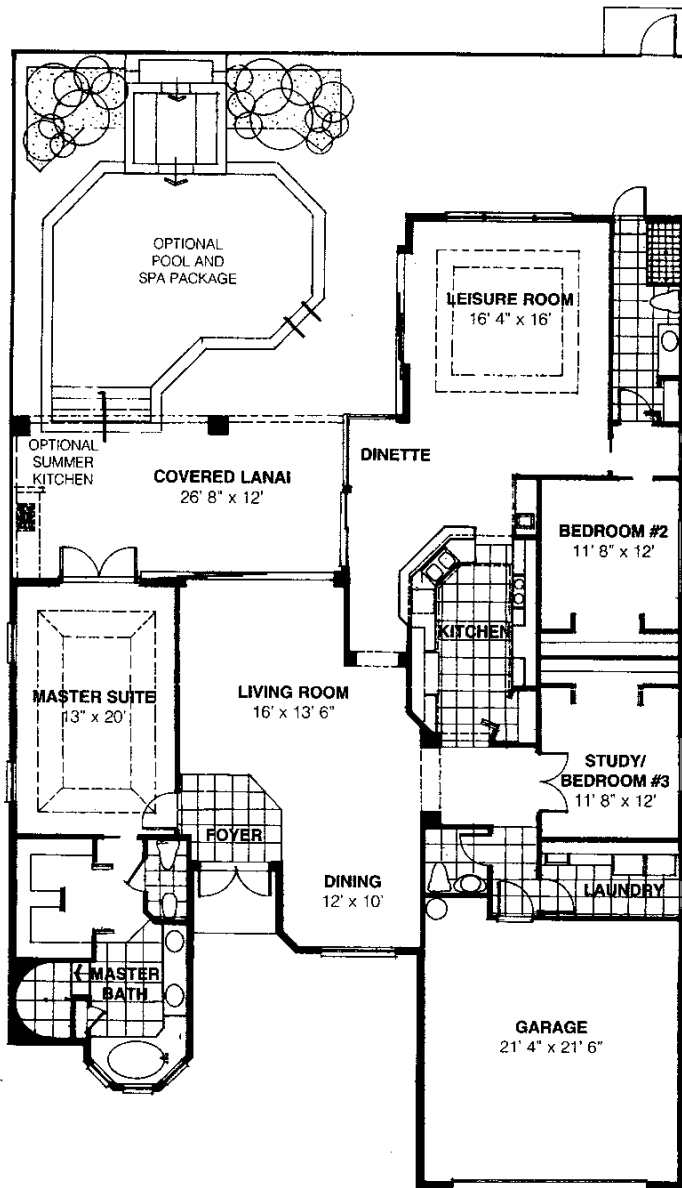 OPTIONAL
POOL AND
SPA PACKAGE
LEISURE ROOM
16' 4" x 16'
OPTIONAL
SUMMER
KITCHEN
COVERED LANAI
26' 8" x 12'
DINETTE
BEDROOM #2
11' 8" x 12'
KITCHEN
MASTER SUITE
13" x 20'
LIVING ROOM
16' x 13' 6"
STUDY/
BEDROOM #3
11' 8" x 12'
FOYER
DINING
12' x 10'
LAUNDRY
MASTER
BATH
GARAGE
21' 4" x 21' 6"